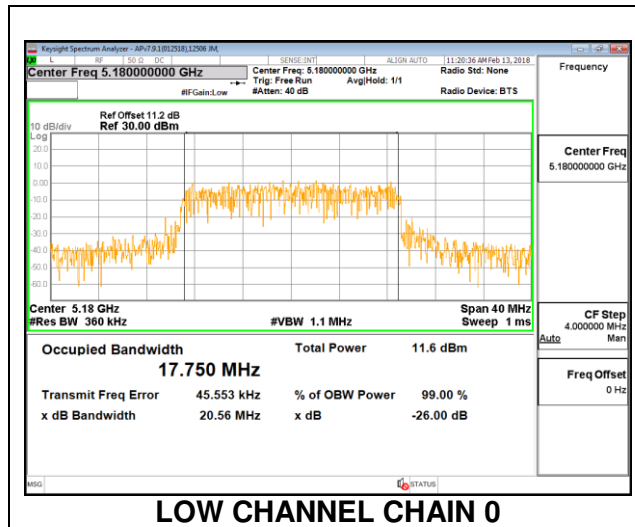 Keysight Spectrum Analyzer - APv7.9.1(012518),12506 JM,
L RF 50 Ω DC SENSE:INT ALIGN AUTO 11:20:36 AM Feb 13, 2018
Center Freq 5.180000000 GHz
Center Freq: 5.180000000 GHz Radio Std: None
Trig: Free Run Avg|Hold: 1/1
#IFGain:Low #Atten: 40 dB Radio Device: BTS
Frequency
Ref Offset 11.2 dB
10 dB/div Ref 30.00 dBm
Log
20.0
10.0
0.00
-10.0
-20.0
-30.0
-40.0
-50.0
-60.0
Center Freq
5.180000000 GHz
Center 5.18 GHz Span 40 MHz
#Res BW 360 kHz #VBW 1.1 MHz Sweep 1 ms
CF Step
4.000000 MHz
Auto Man
Occupied Bandwidth Total Power 11.6 dBm
17.750 MHz
Transmit Freq Error 45.553 kHz % of OBW Power 99.00 %
x dB Bandwidth 20.56 MHz x dB -26.00 dB
Freq Offset
0 Hz
MSG STATUS
LOW CHANNEL CHAIN 0